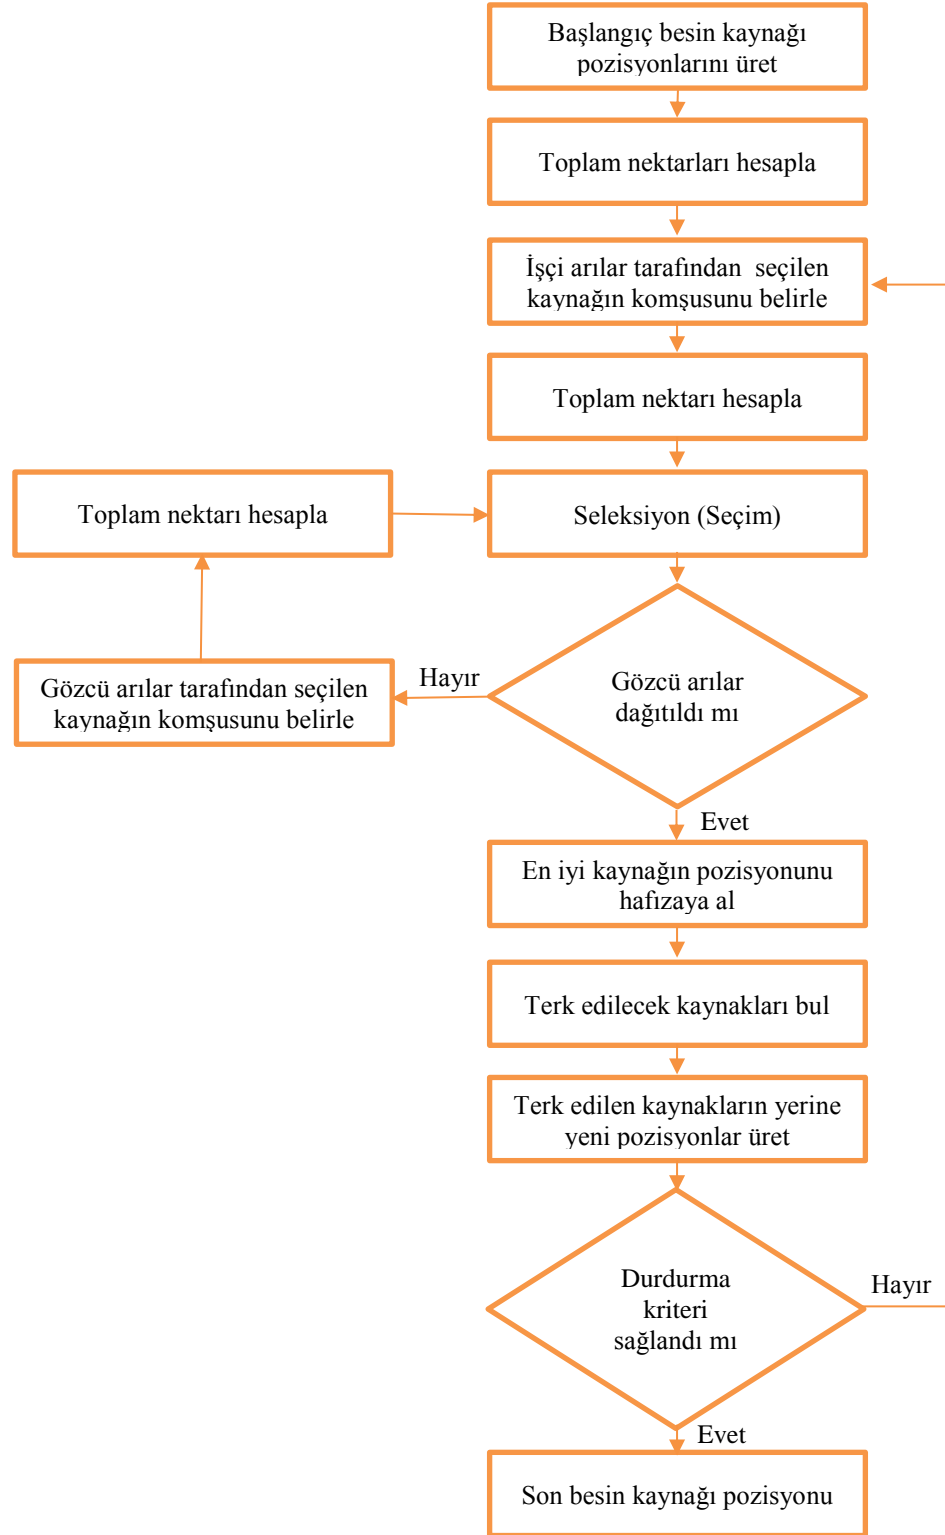 Başlangıç besin kaynağı
pozisyonlarını üret
Toplam nektarları hesapla
İşçi arılar tarafından seçilen
kaynağın komşusunu belirle
Toplam nektarı hesapla
Toplam nektarı hesapla
Seleksiyon (Seçim)
Gözcü arılar tarafından seçilen
kaynağın komşusunu belirle
Hayır
Gözcü arılar
dağıtıldı mı
Evet
En iyi kaynağın pozisyonunu
hafızaya al
Terk edilecek kaynakları bul
Terk edilen kaynakların yerine
yeni pozisyonlar üret
Durdurma
kriteri
sağlandı mı
Hayır
Evet
Son besin kaynağı pozisyonu